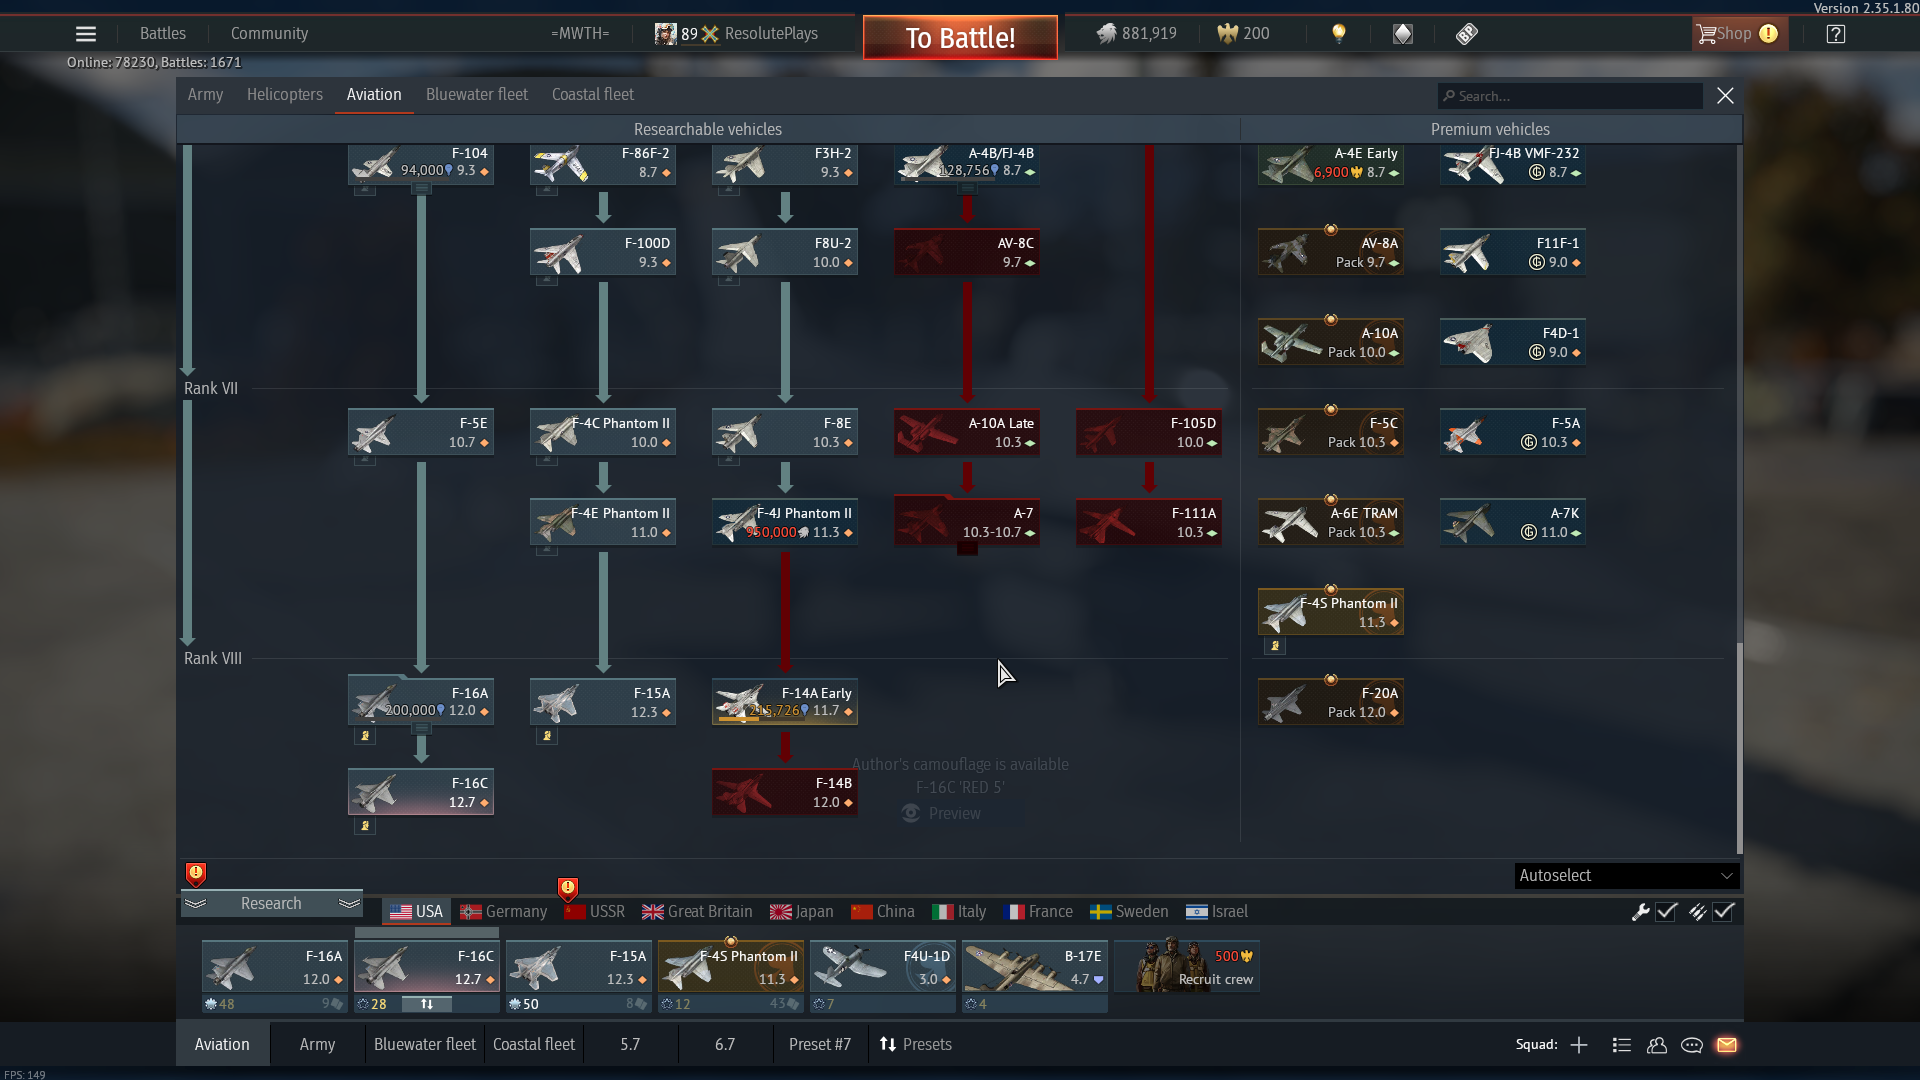 Version 2.35.1.80
Battles
Community
=MWTH=
89 ResolutePlays
To Battle!
881,919
200
BP
Shop
?
Online: 78230, Battles: 1671
Army
Helicopters
Aviation
Bluewater fleet
Coastal fleet
Search...
Researchable vehicles
Premium vehicles
F-104
94,000 9.3
F-86F-2
8.7
F3H-2
9.3
A-4B/FJ-4B
128,756 8.7
A-4E Early
6,900 8.7
FJ-4B VMF-232
8.7
F-100D
9.3
F8U-2
10.0
AV-8C
9.7
AV-8A
Pack 9.7
F11F-1
9.0
A-10A
Pack 10.0
F4D-1
9.0
Rank VII
F-5E
10.7
F-4C Phantom II
10.0
F-8E
10.3
A-10A Late
10.3
F-105D
10.0
F-5C
Pack 10.3
F-5A
10.3
F-4E Phantom II
11.0
F-4J Phantom II
950,000 11.3
A-7
10.3-10.7
F-111A
10.3
A-6E TRAM
Pack 10.3
A-7K
11.0
F-4S Phantom II
11.3
Rank VIII
F-16A
200,000 12.0
F-15A
12.3
F-14A Early
215,726 11.7
F-20A
Pack 12.0
F-16C
12.7
F-14B
12.0
Author's camouflage is available
F-16C 'RED 5'
Preview
Autoselect
Research
USA
Germany
USSR
Great Britain
Japan
China
Italy
France
Sweden
Israel
F-16A
12.0
48 9
F-16C
12.7
28
F-15A
12.3
50 8
F-4S Phantom II
11.3
12 43
F4U-1D
3.0
7
B-17E
4.7
4
500
Recruit crew
Aviation
Army
Bluewater fleet
Coastal fleet
5.7
6.7
Preset #7
Presets
Squad:
FPS: 149